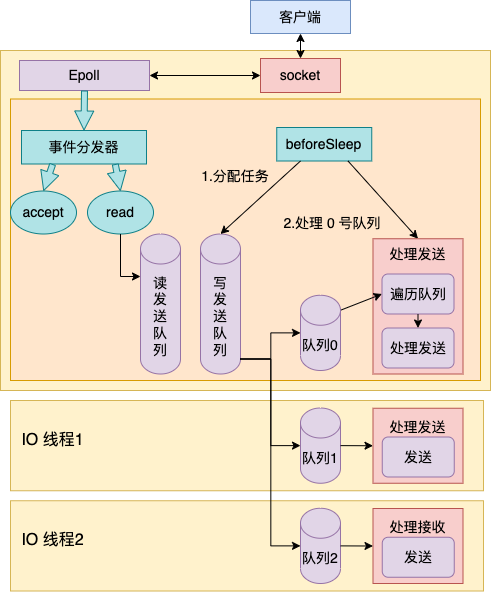 客户端
Epoll
socket
事件分发器
beforeSleep
1.分配任务
accept
read
2.处理 0 号队列
读发送队列
写发送队列
处理发送
遍历队列
处理发送
队列0
IO 线程1
队列1
处理发送
发送
IO 线程2
队列2
处理接收
发送